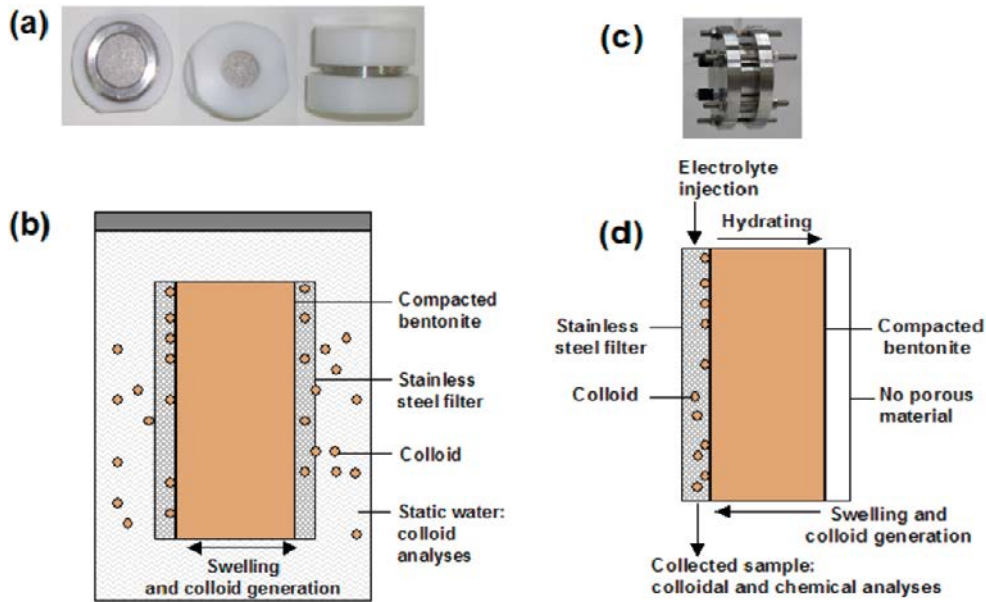 (a)
(b)
Compacted
bentonite
Stainless
steel filter
Colloid
Static water:
colloid
analyses
Swelling
and colloid generation
(c)
Electrolyte
injection
(d)
Hydrating
Stainless
steel filter
Colloid
Compacted
bentonite
No porous
material
Swelling and
colloid generation
Collected sample:
colloidal and chemical analyses